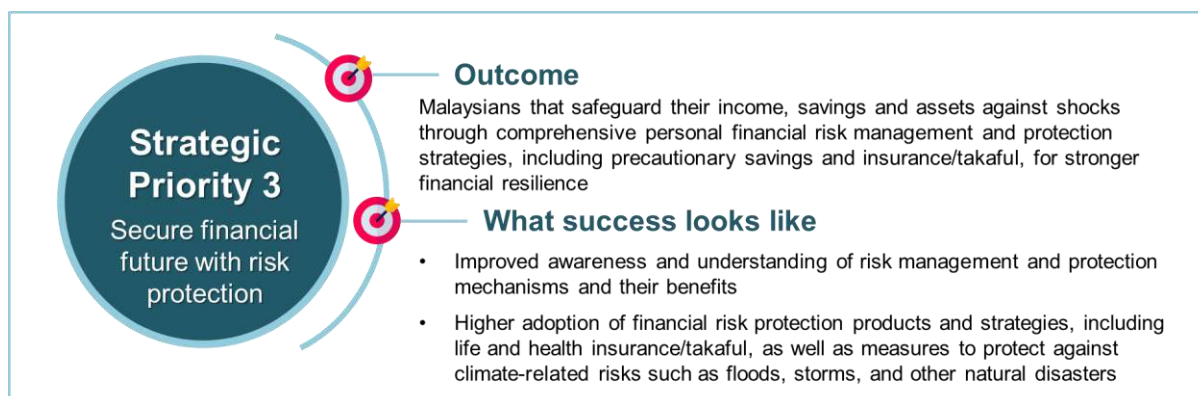 Strategic
Priority 3
Secure financial
future with risk
protection
Outcome
Malaysians that safeguard their income, savings and assets against shocks
through comprehensive personal financial risk management and protection
strategies, including precautionary savings and insurance/takaful, for stronger
financial resilience
What success looks like
• Improved awareness and understanding of risk management and protection
mechanisms and their benefits
• Higher adoption of financial risk protection products and strategies, including
life and health insurance/takaful, as well as measures to protect against
climate-related risks such as floods, storms, and other natural disasters